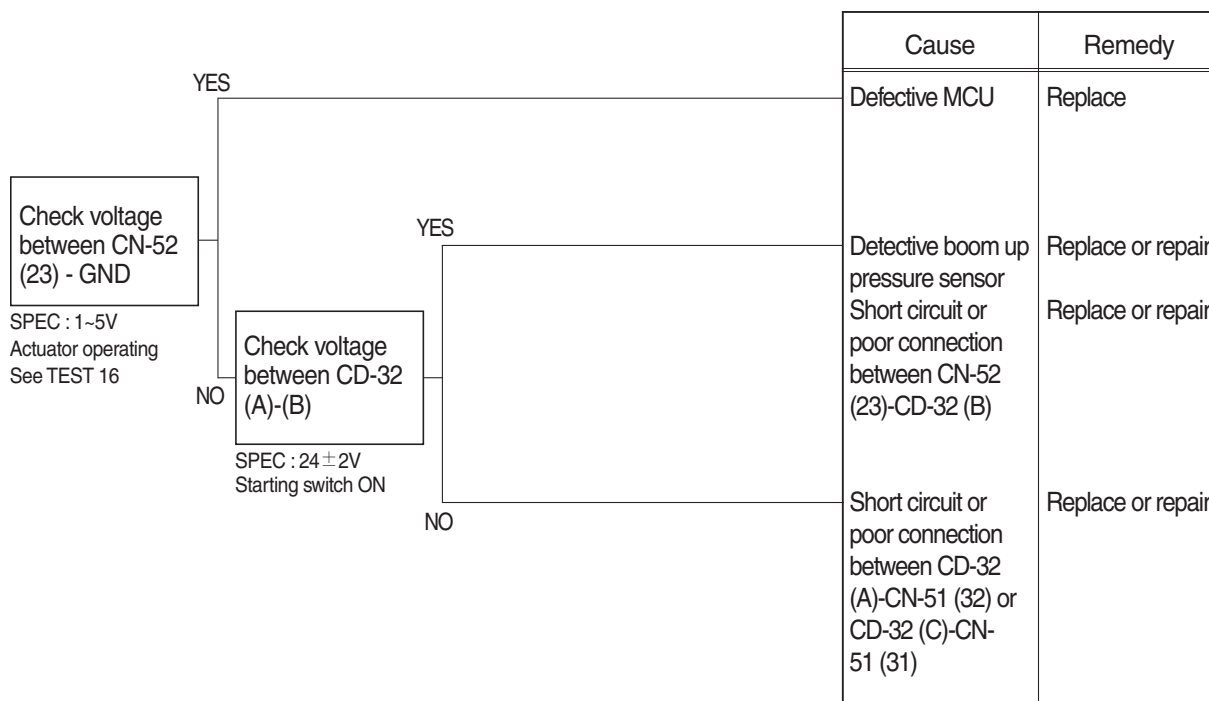 Cause
Remedy
YES
Defective MCU
Replace
Check voltage
between CN-52
(23) - GND
SPEC : 1~5V
Actuator operating
See TEST 16
NO
Check voltage
between CD-32
(A)-(B)
SPEC : 24±2V
Starting switch ON
YES
Detective boom up
pressure sensor
Replace or repair
Short circuit or
poor connection
between CN-52
(23)-CD-32 (B)
Replace or repair
NO
Short circuit or
poor connection
between CD-32
(A)-CN-51 (32) or
CD-32 (C)-CN-
51 (31)
Replace or repair